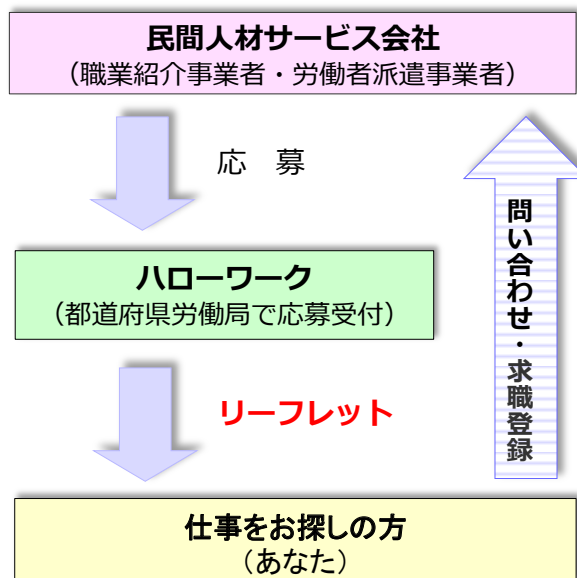 民間人材サービス会社
（職業紹介事業者・労働者派遣事業者）
応　募
ハローワーク
（都道府県労働局で応募受付）
問い合わせ・求職登録
リーフレット
仕事をお探しの方
（あなた）